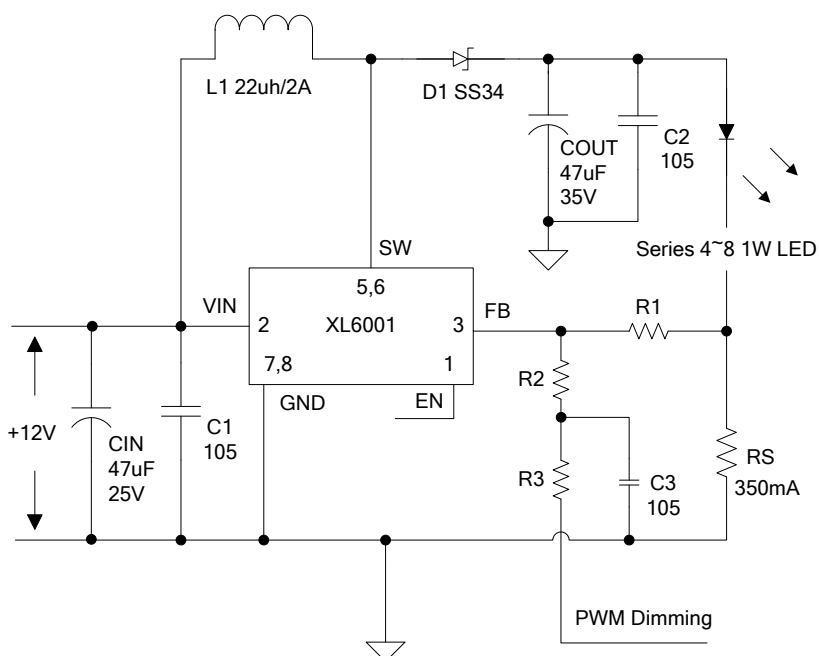 L1 22uh/2A
D1 SS34
COUT
47uF
35V
C2
105
SW
Series 4~8 1W LED
5,6
VIN
2
XL6001
3
FB
R1
7,8
1
R2
GND
EN
+12V
CIN
47uF
25V
C1
105
R3
C3
105
RS
350mA
PWM Dimming